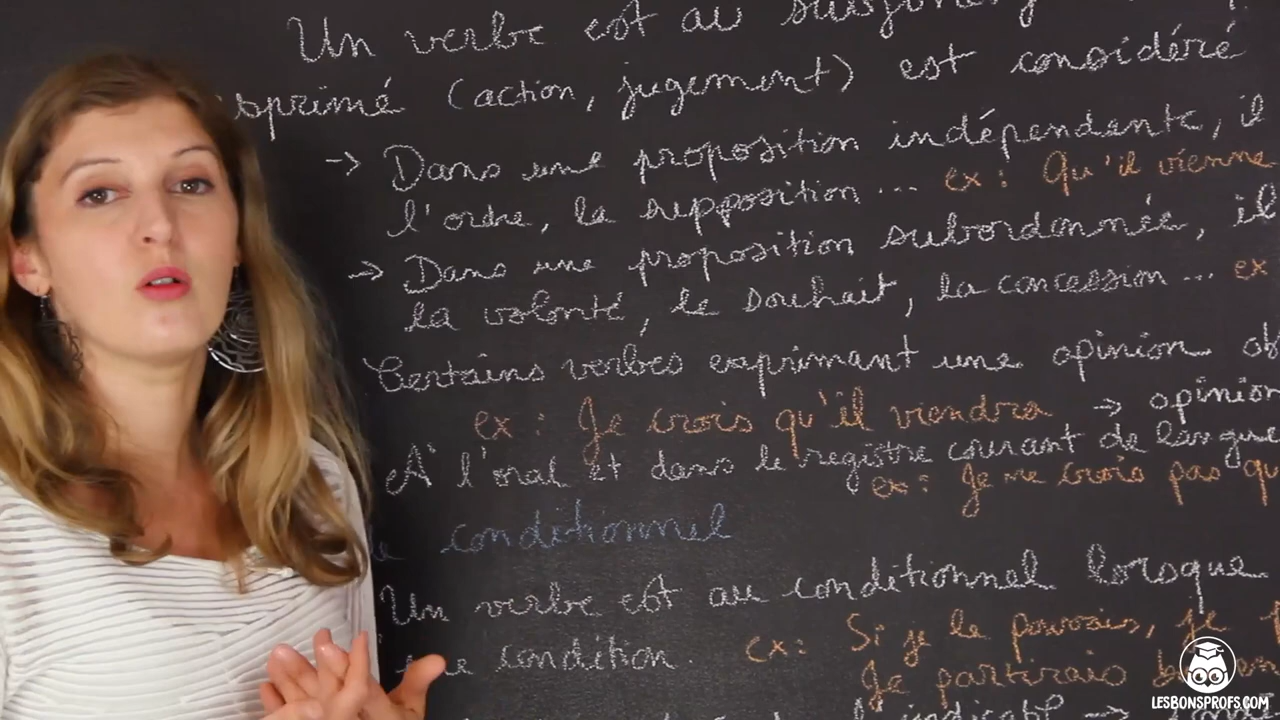 Un verbe est au
(action, jugement) est considéré
→ Dans une proposition indépendante, il
l'ordre, la supposition... ex: Qu'il vienne
→ Dans une proposition subordonnée, il
la volonté, le souhait, la concession... ex
Certains verbes exprimant une opinion
ex: Je crois qu'il viendra → opinion
À l'oral et dans le registre courant de langue
ex: Je ne crois pas qu
conditionnel
Un verbe est au conditionnel lorsque
condition. ex: Si je le pouvais, je
Je partirais
LESBONSPROFS.COM